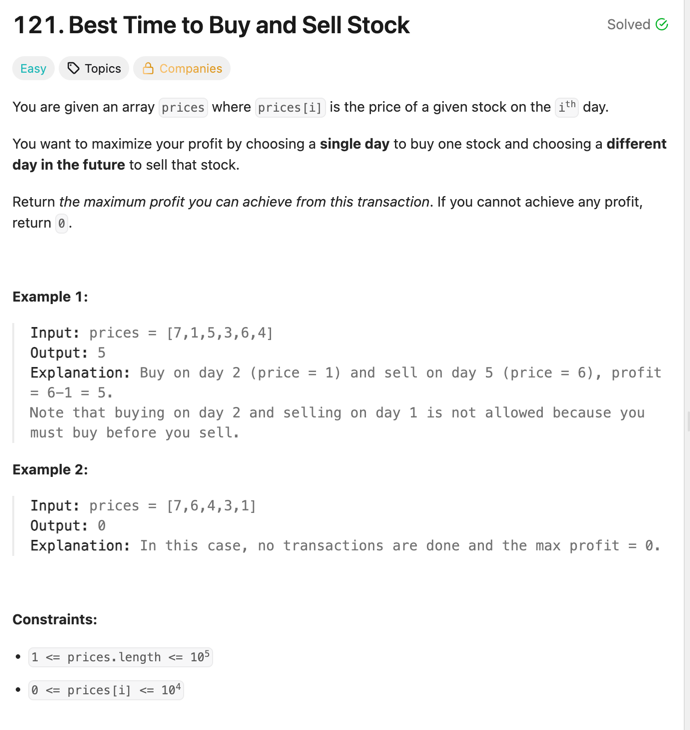 121. Best Time to Buy and Sell Stock
Solved
Easy
Topics
Companies
You are given an array prices where prices[i] is the price of a given stock on the ith day.
You want to maximize your profit by choosing a single day to buy one stock and choosing a different
day in the future to sell that stock.
Return the maximum profit you can achieve from this transaction. If you cannot achieve any profit,
return 0.
Example 1:
Input: prices = [7,1,5,3,6,4]
Output: 5
Explanation: Buy on day 2 (price = 1) and sell on day 5 (price = 6), profit
= 6-1 = 5.
Note that buying on day 2 and selling on day 1 is not allowed because you
must buy before you sell.
Example 2:
Input: prices = [7,6,4,3,1]
Output: 0
Explanation: In this case, no transactions are done and the max profit = 0.
Constraints:
• 1 <= prices.length <= 10⁵
• 0 <= prices[i] <= 10⁴